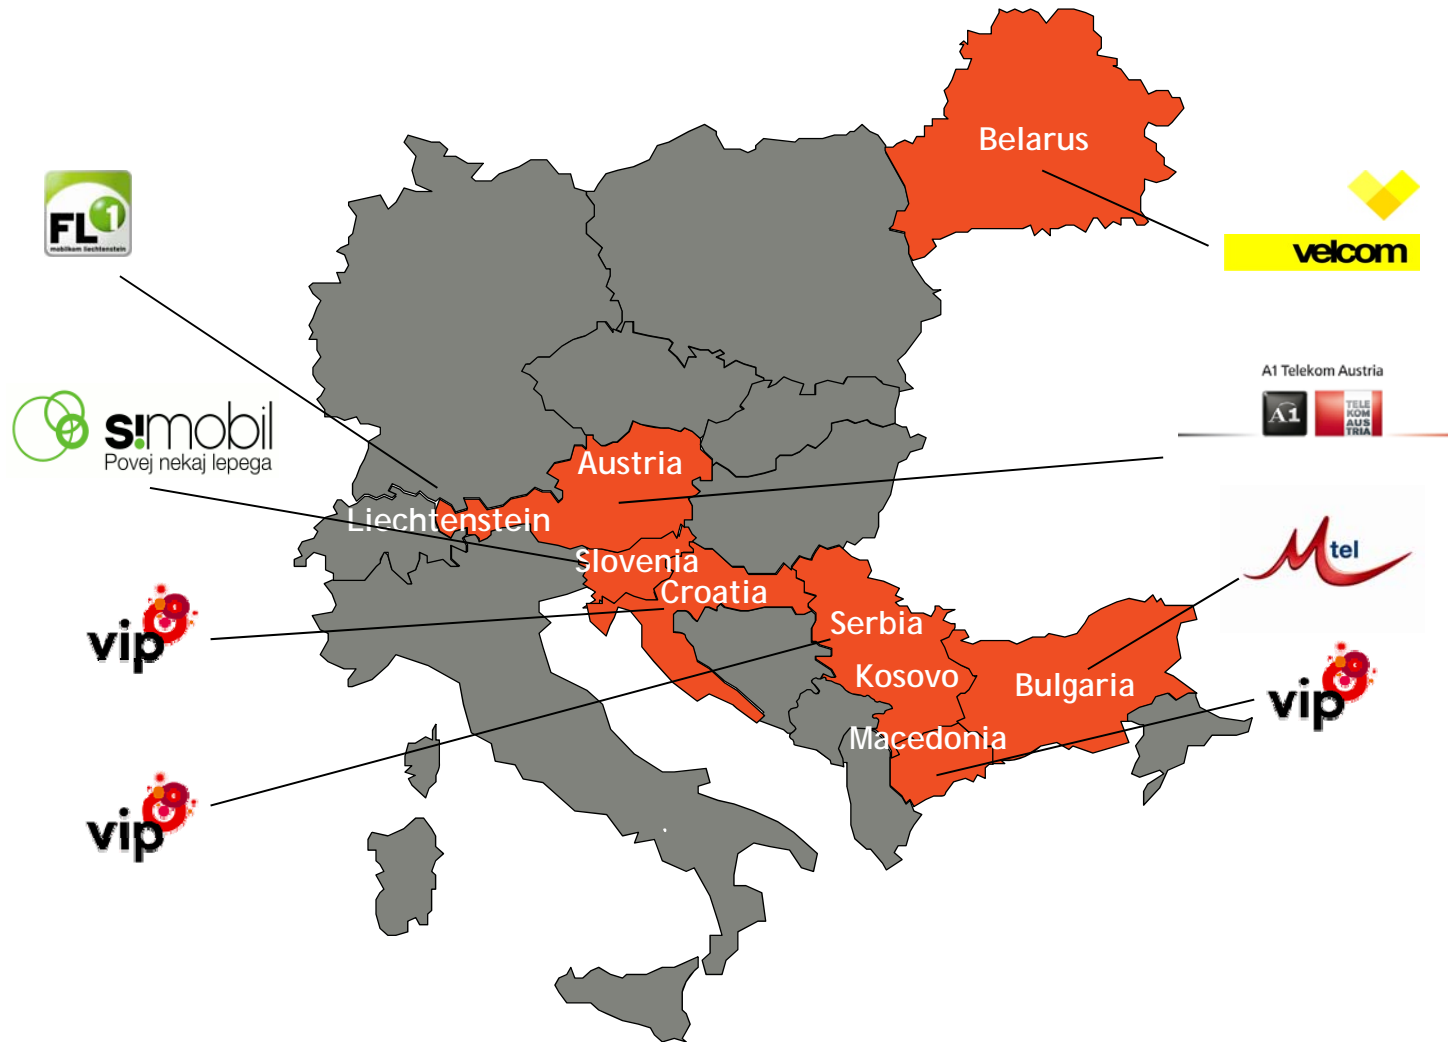 Belarus
FL1
mobilkom liechtenstein
velcom
A1 Telekom Austria
A1
TELE
KOM
AUS
TRIA
s!mobil
Povej nekaj lepega
Austria
Liechtenstein
Mtel
Slovenia
Croatia
vip
Serbia
Kosovo
Bulgaria
vip
Macedonia
vip